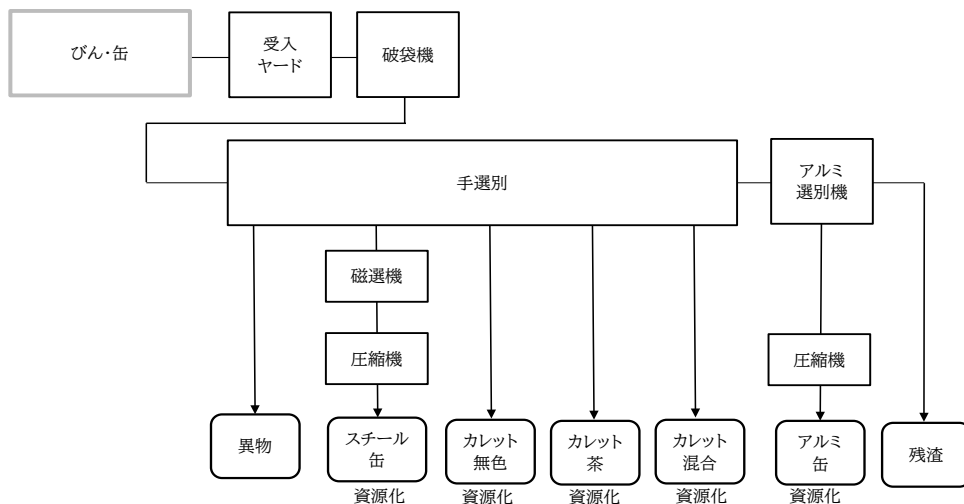 びん・缶
受入
ヤード
破袋機
手選別
アルミ
選別機
磁選機
圧縮機
圧縮機
異物
スチール
缶
カレット
無色
カレット
茶
カレット
混合
アルミ
缶
残渣
資源化
資源化
資源化
資源化
資源化